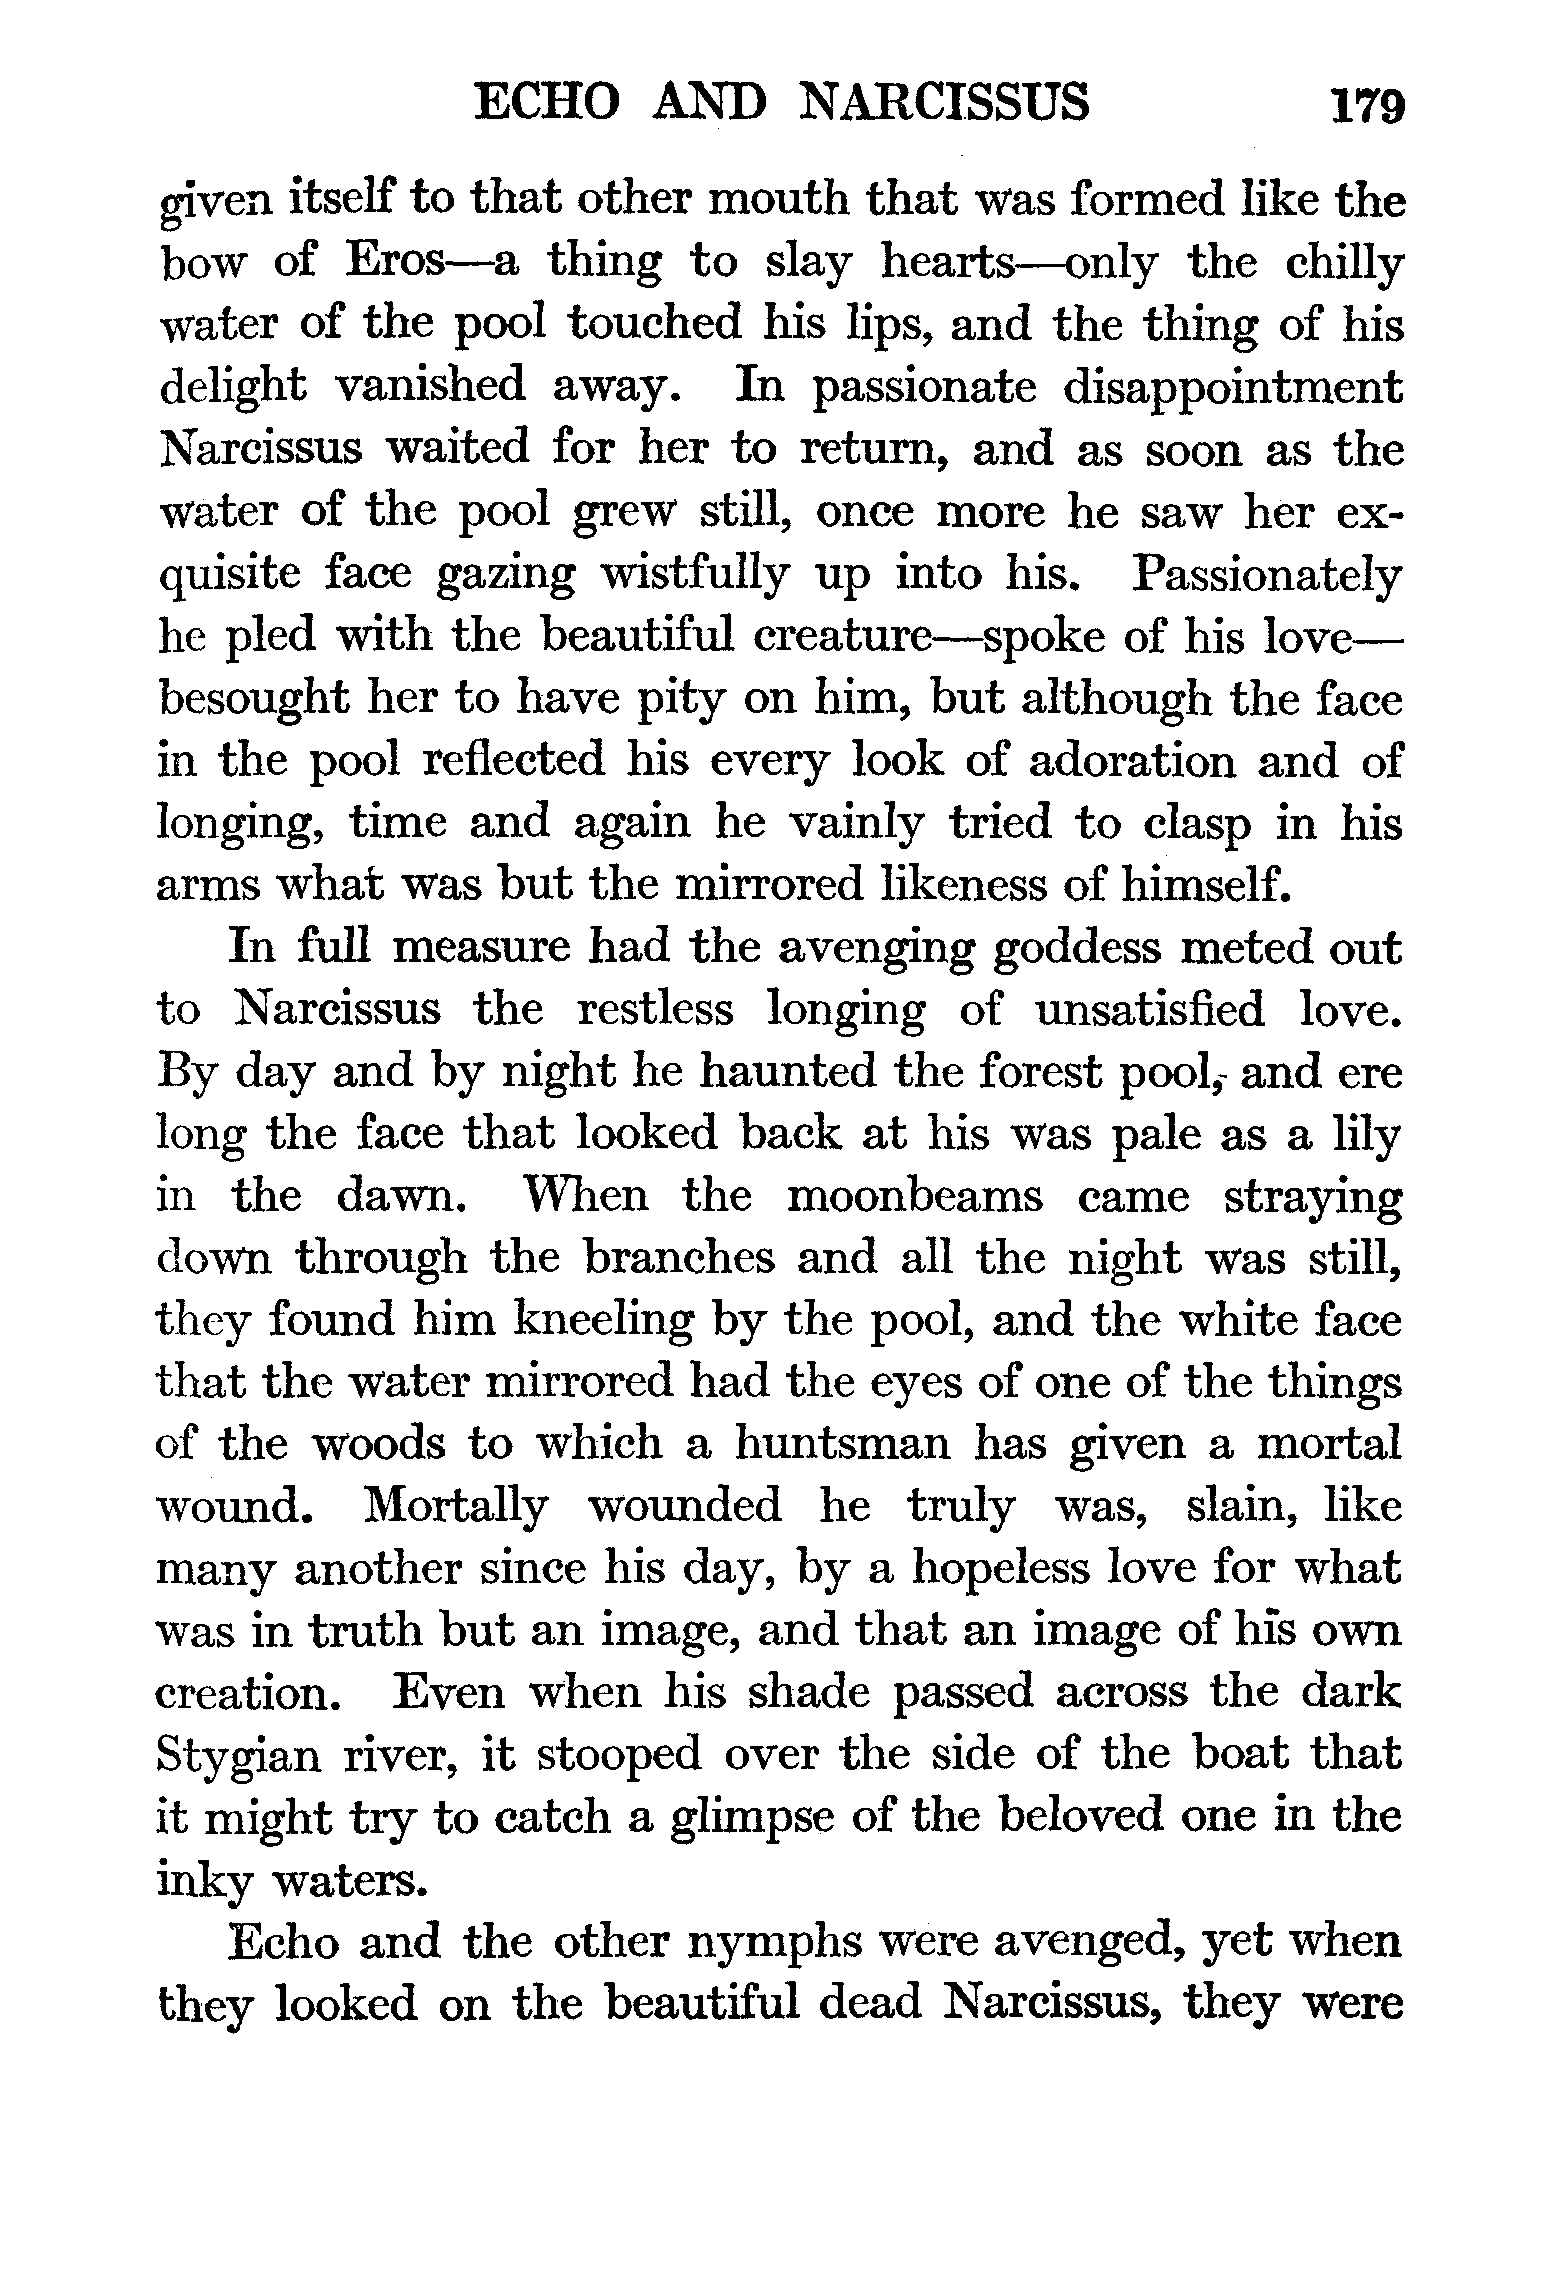 ECHO AND NARCISSUS 179
given itself to that other mouth that was formed like the
bow of Eros—a thing to slay hearts—only the chilly
water of the pool touched his lips, and the thing of his
delight vanished away. In passionate disappointment
Narcissus waited for her to return, and as soon as the
water of the pool grew still, once more he saw her ex-
quisite face gazing wistfully up into his. Passionately
he pled with the beautiful creature—spoke of his love—
besought her to have pity on him, but although the face
in the pool reflected his every look of adoration and of
longing, time and again he vainly tried to clasp in his
arms what was but the mirrored likeness of himself.
In full measure had the avenging goddess meted out
to Narcissus the restless longing of unsatisfied love.
By day and by night he haunted the forest pool, and ere
long the face that looked back at his was pale as a lily
in the dawn. When the moonbeams came straying
down through the branches and all the night was still,
they found him kneeling by the pool, and the white face
that the water mirrored had the eyes of one of the things
of the woods to which a huntsman has given a mortal
wound. Mortally wounded he truly was, slain, like
many another since his day, by a hopeless love for what
was in truth but an image, and that an image of his own
creation. Even when his shade passed across the dark
Stygian river, it stooped over the side of the boat that
it might try to catch a glimpse of the beloved one in the
inky waters.
Echo and the other nymphs were avenged, yet when
they looked on the beautiful dead Narcissus, they were